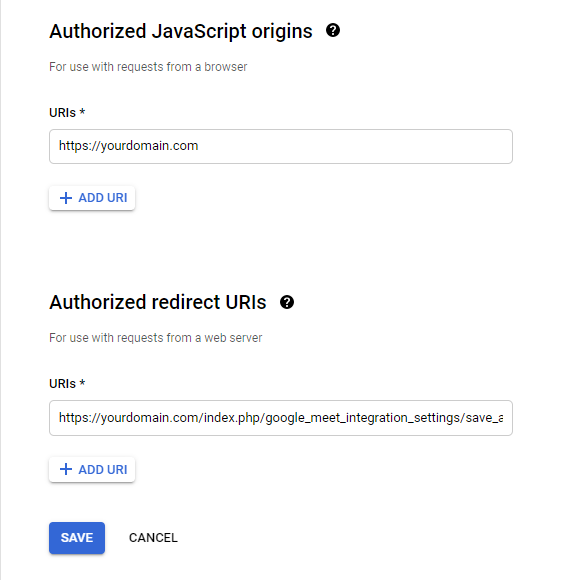 Authorized JavaScript origins
For use with requests from a browser
URIs *
https://yourdomain.com
ADD URI
Authorized redirect URIs
For use with requests from a web server
URIs *
https://yourdomain.com/index.php/google_meet_integration_settings/save_a
ADD URI
SAVE CANCEL